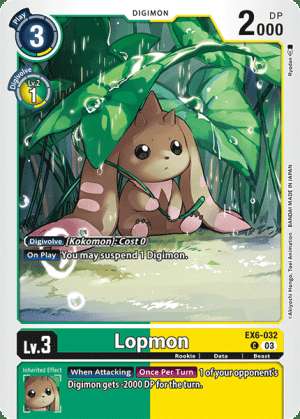 DIGIMON
Play
3
DP
2000
Digivolve
Lv.2
1
Digivolve [Kokomon]: Cost 0
On Play You may suspend 1 Digimon.
Lv.3
Lopmon
EX6-032
C 03
Rookie | Data | Beast
Inherited Effect
When Attacking Once Per Turn 1 of your opponent's
Digimon gets -2000 DP for the turn.
©Akiyoshi Hongo, Toei Animation BANDAI MADE IN JAPAN